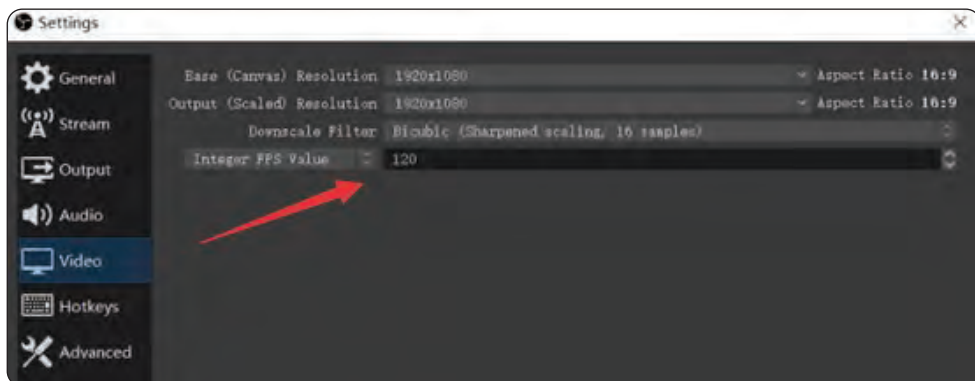 Settings
General
Stream
Output
Audio
Video
Hotkeys
Advanced
Base (Canvas) Resolution 1920x1080 Aspect Ratio 16:9
Output (Scaled) Resolution 1920x1080 Aspect Ratio 16:9
Downscale Filter Bicubic (Sharpened scaling, 16 samples)
Integer FPS Value 120